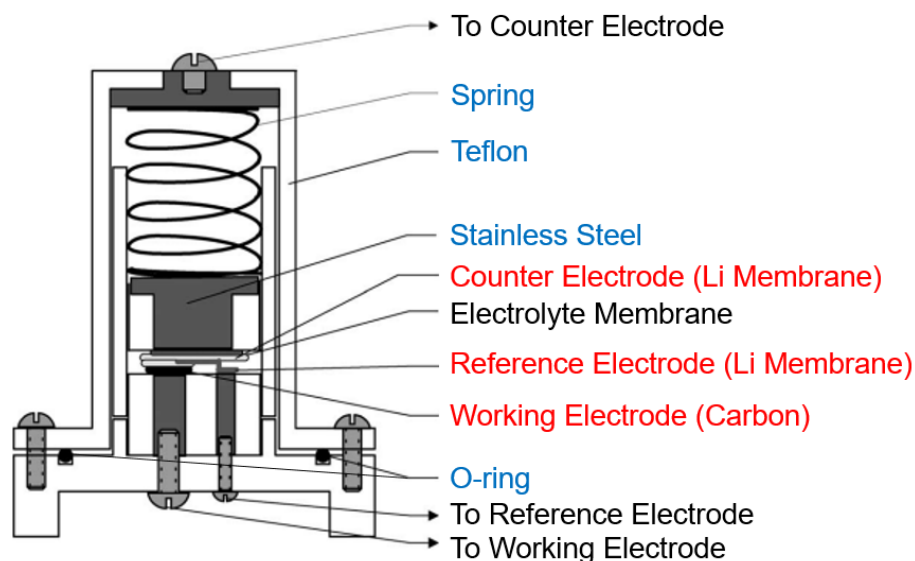 To Counter Electrode
Spring
Teflon
Stainless Steel
Counter Electrode (Li Membrane)
Electrolyte Membrane
Reference Electrode (Li Membrane)
Working Electrode (Carbon)
O-ring
To Reference Electrode
To Working Electrode